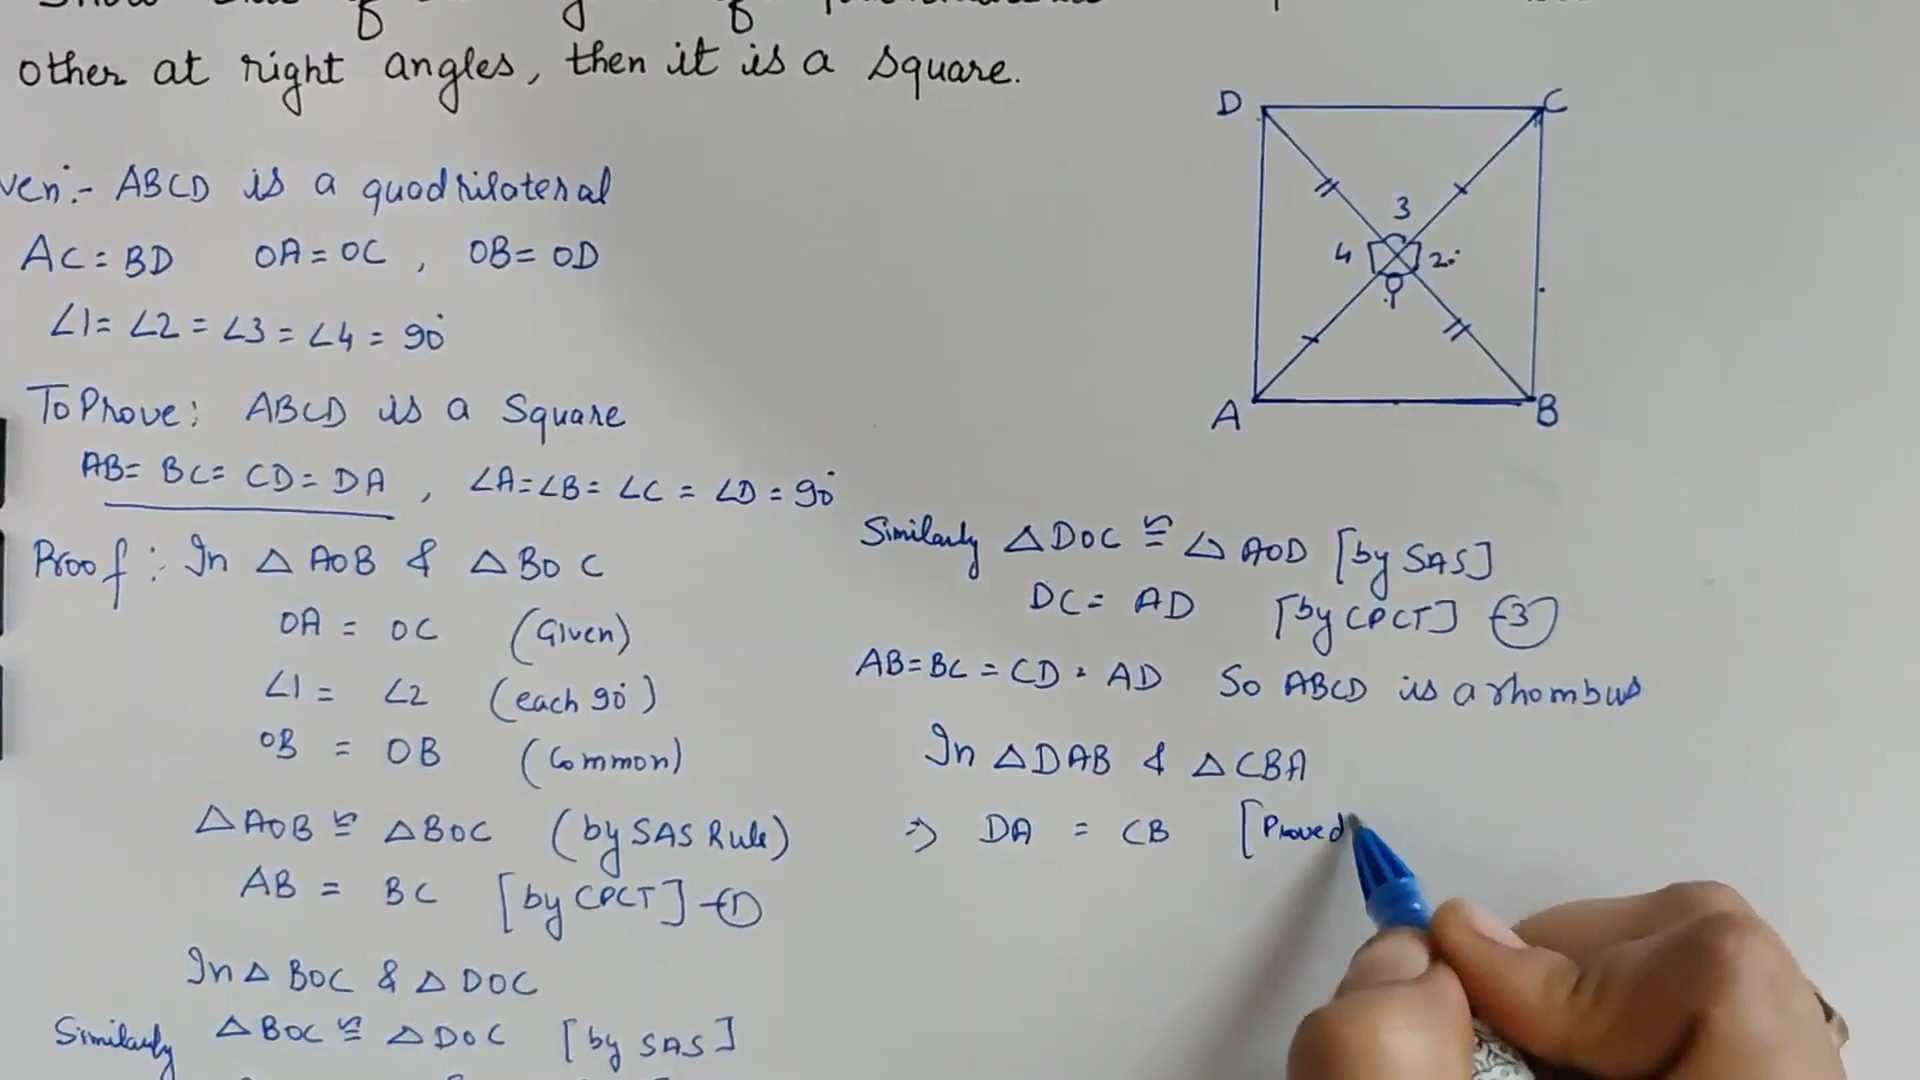 other at right angles, then it is a square.
ven:- ABCD is a quadrilateral
AC = BD OA = OC , OB = OD
∠1 = ∠2 = ∠3 = ∠4 = 90°
To Prove: ABCD is a Square
AB = BC = CD = DA , ∠A = ∠B = ∠C = ∠D = 90°
Proof: In △ AOB & △ BOC
OA = OC (Given)
∠1 = ∠2 (each 90°)
OB = OB (Common)
△AOB ≅ △BOC (by SAS Rule)
AB = BC [by CPCT] -①
In △ BOC & △ DOC
Similarly △BOC ≅ △DOC [by SAS]
D C
3
4 2
O
1
A B
Similarly △DOC ≅ △AOD [by SAS]
DC = AD [by CPCT] -③
AB = BC = CD = AD So ABCD is a rhombus
In △DAB & △CBA
⇒ DA = CB [Proved